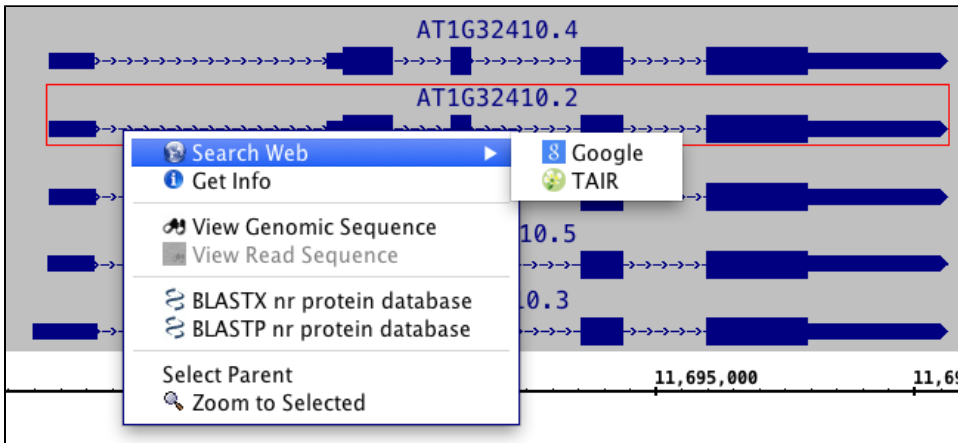 AT1G32410.4
AT1G32410.2
Search Web
Google
Get Info
TAIR
View Genomic Sequence
10.5
View Read Sequence
BLASTX nr protein database
0.3
BLASTP nr protein database
Select Parent
11,695,000
11,69
Zoom to Selected